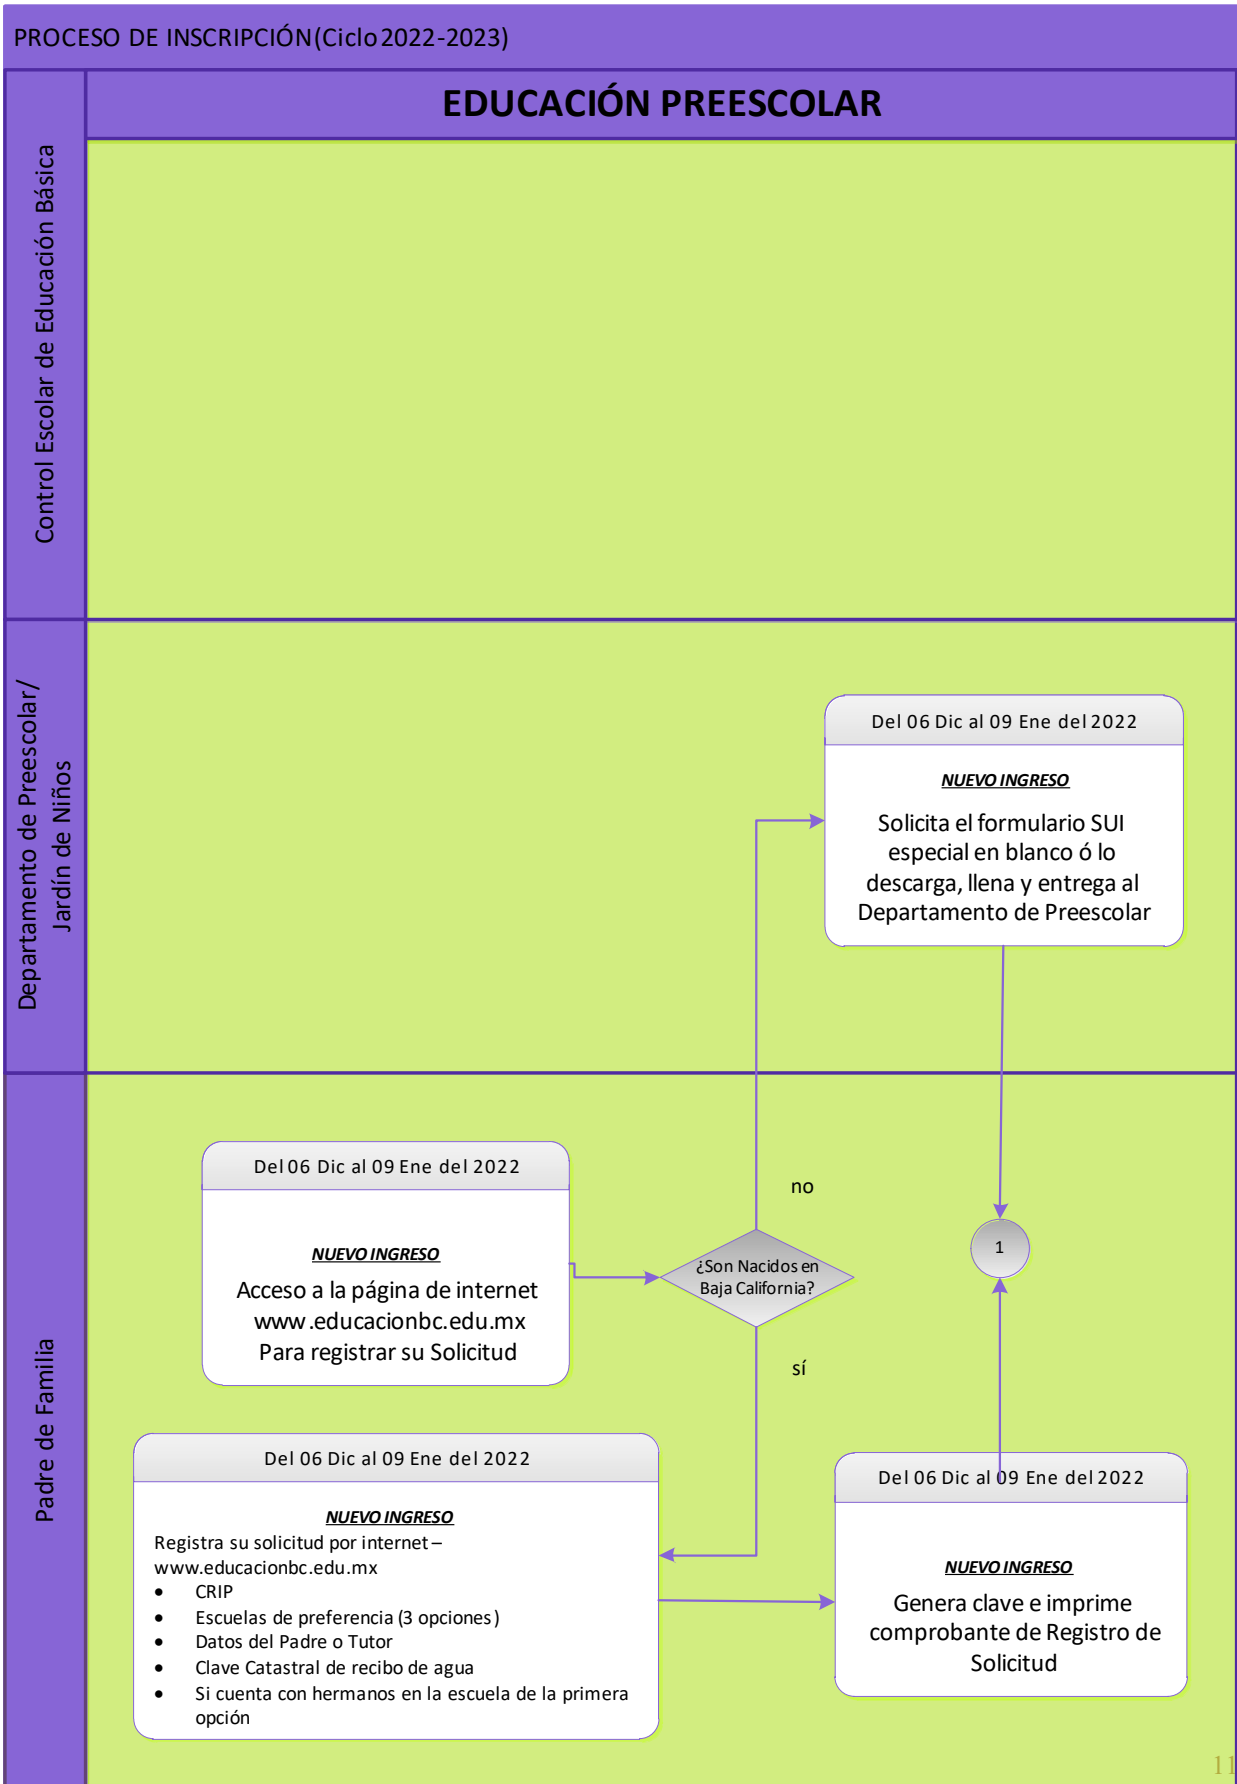 PROCESO DE INSCRIPCIÓN (Ciclo 2022-2023)
EDUCACIÓN PREESCOLAR
Control Escolar de Educación Básica
Departamento de Preescolar/
Jardín de Niños
Del 06 Dic al 09 Ene del 2022
NUEVO INGRESO
Solicita el formulario SUI
especial en blanco ó lo
descarga, llena y entrega al
Departamento de Preescolar
Padre de Familia
Del 06 Dic al 09 Ene del 2022
NUEVO INGRESO
Acceso a la página de internet
www.educacionbc.edu.mx
Para registrar su Solicitud
¿Son Nacidos en
Baja California?
no
sí
1
Del 06 Dic al 09 Ene del 2022
NUEVO INGRESO
Registra su solicitud por internet –
www.educacionbc.edu.mx
• CRIP
• Escuelas de preferencia (3 opciones)
• Datos del Padre o Tutor
• Clave Catastral de recibo de agua
• Si cuenta con hermanos en la escuela de la primera
opción
Del 06 Dic al 09 Ene del 2022
NUEVO INGRESO
Genera clave e imprime
comprobante de Registro de
Solicitud
11